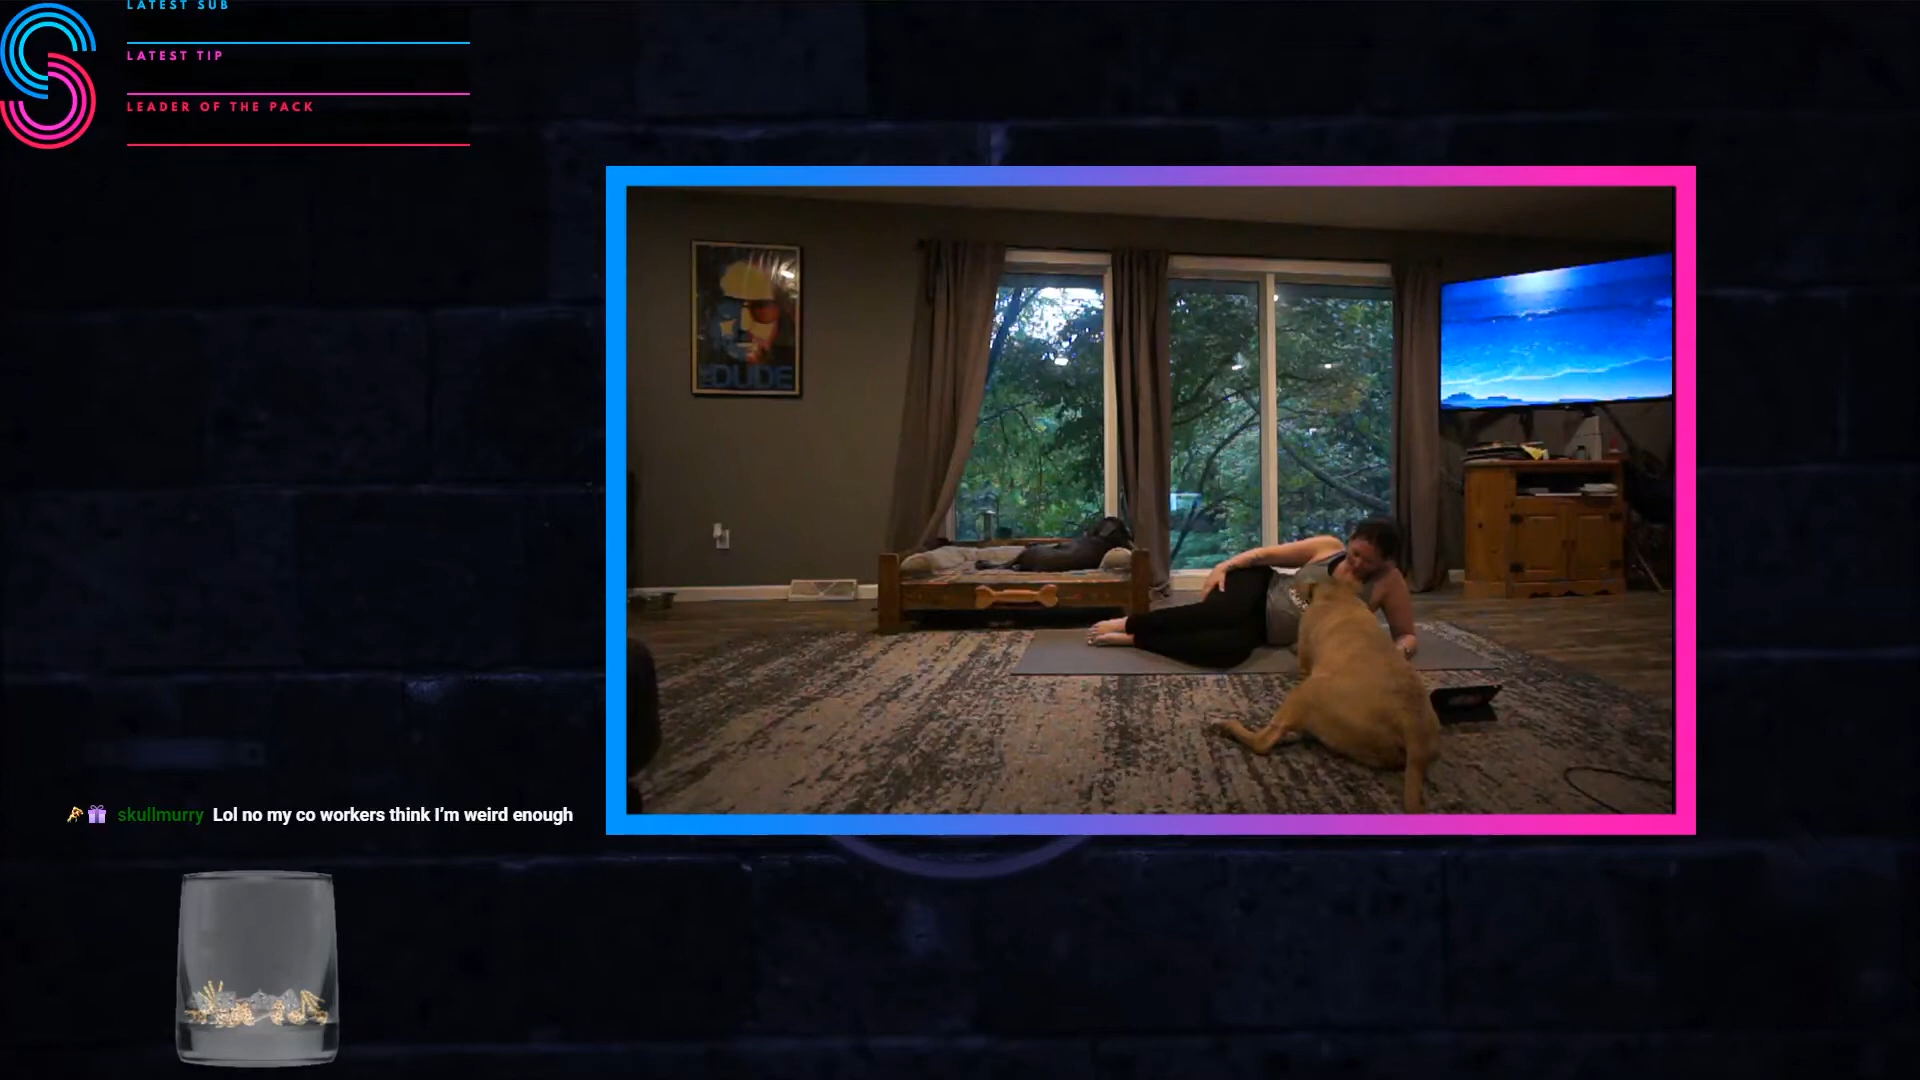 LATEST SUB
LATEST TIP
LEADER OF THE PACK
DUDE
skullmurry Lol no my co workers think I’m weird enough